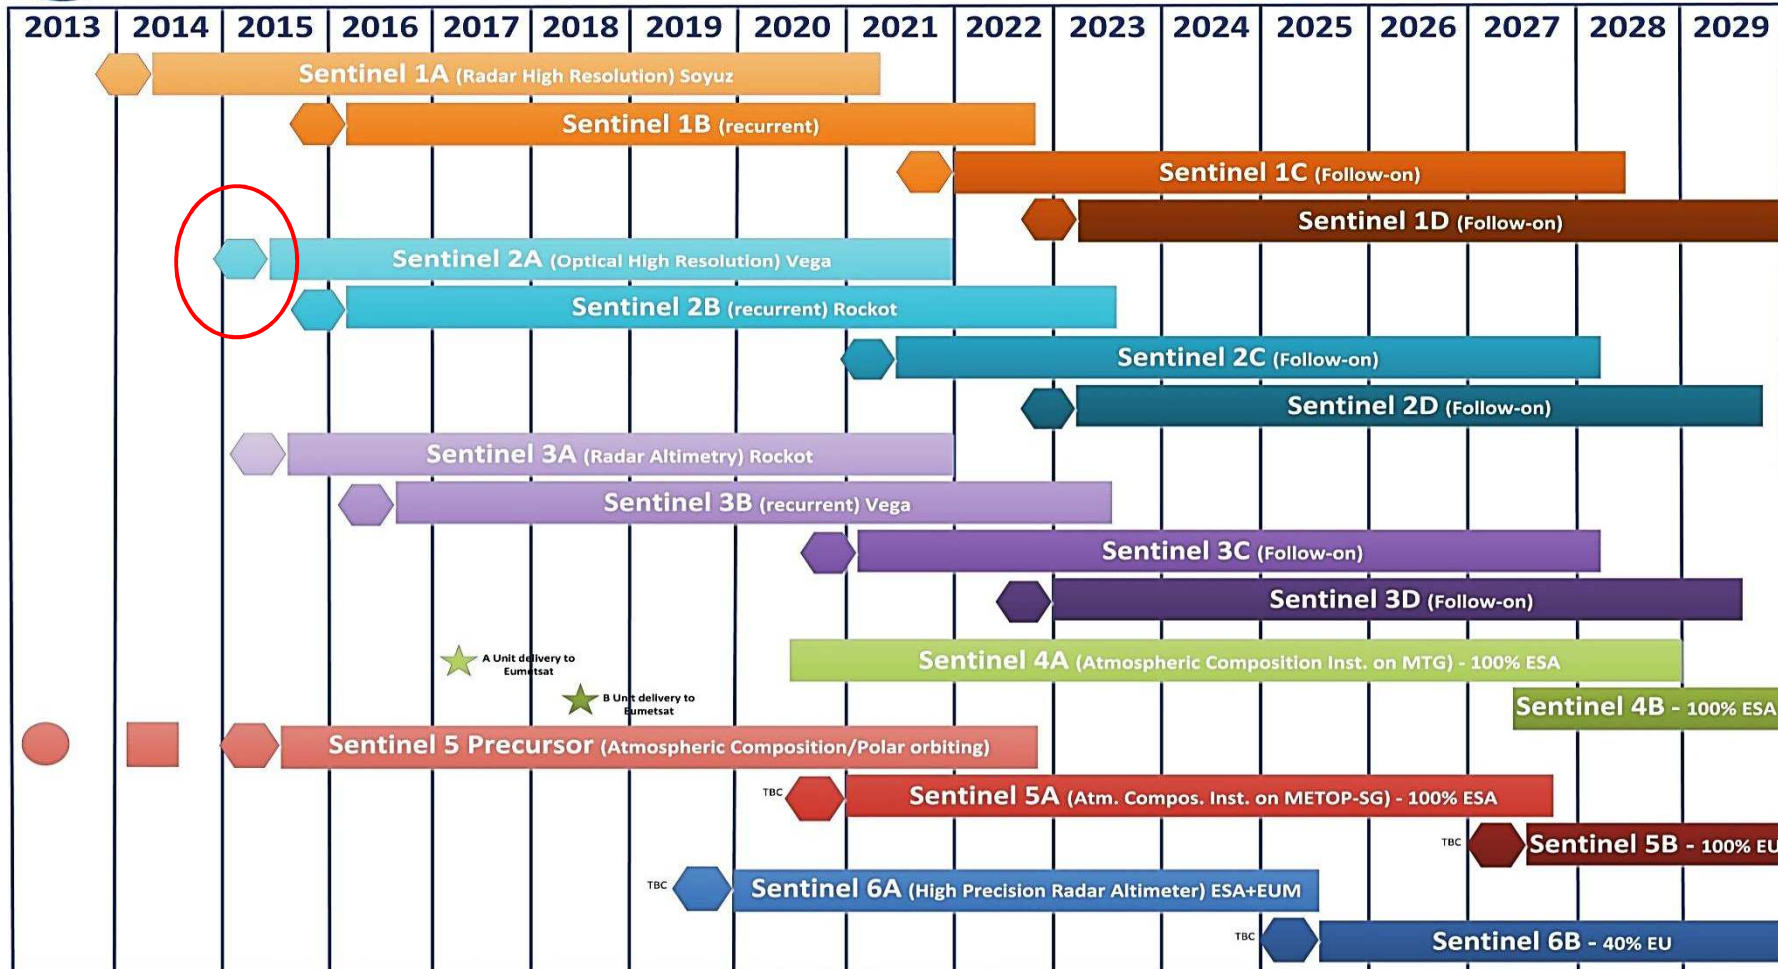 2013 2014 2015 2016 2017 2018 2019 2020 2021 2022 2023 2024 2025 2026 2027 2028 2029
Sentinel 1A (Radar High Resolution) Soyuz
Sentinel 1B (recurrent)
Sentinel 1C (Follow-on)
Sentinel 1D (Follow-on)
Sentinel 2A (Optical High Resolution) Vega
Sentinel 2B (recurrent) Rockot
Sentinel 2C (Follow-on)
Sentinel 2D (Follow-on)
Sentinel 3A (Radar Altimetry) Rockot
Sentinel 3B (recurrent) Vega
Sentinel 3C (Follow-on)
Sentinel 3D (Follow-on)
A Unit delivery to
Eumetsat
Sentinel 4A (Atmospheric Composition Inst. on MTG) - 100% ESA
B Unit delivery to
Eumetsat
Sentinel 4B - 100% ESA
Sentinel 5 Precursor (Atmospheric Composition/Polar orbiting)
TBC Sentinel 5A (Atm. Compos. Inst. on METOP-SG) - 100% ESA
TBC Sentinel 5B - 100% EU
TBC Sentinel 6A (High Precision Radar Altimeter) ESA+EUM
TBC Sentinel 6B - 40% EU